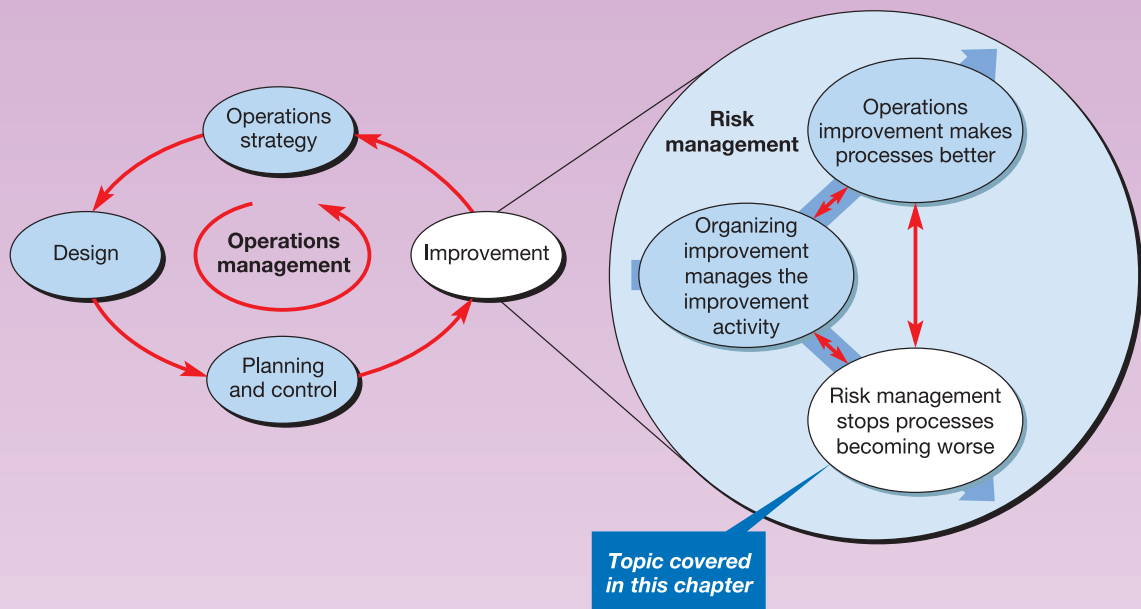 Operations
strategy
Design
Operations
management
Improvement
Planning
and control
Risk
management
Operations
improvement makes
processes better
Organizing
improvement
manages the
improvement
activity
Risk management
stops processes
becoming worse
Topic covered
in this chapter